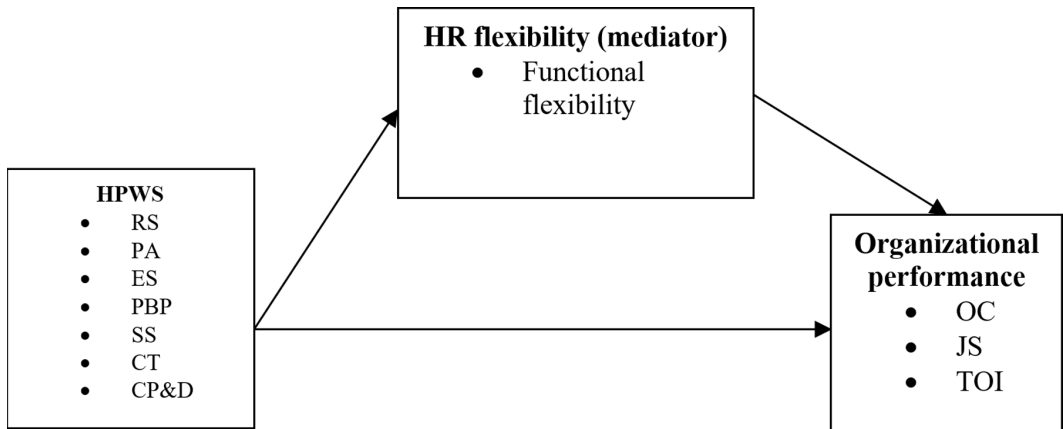 HR flexibility (mediator)
• Functional
flexibility
HPWS
• RS
• PA
• ES
• PBP
• SS
• CT
• CP&D
Organizational
performance
• OC
• JS
• TOI